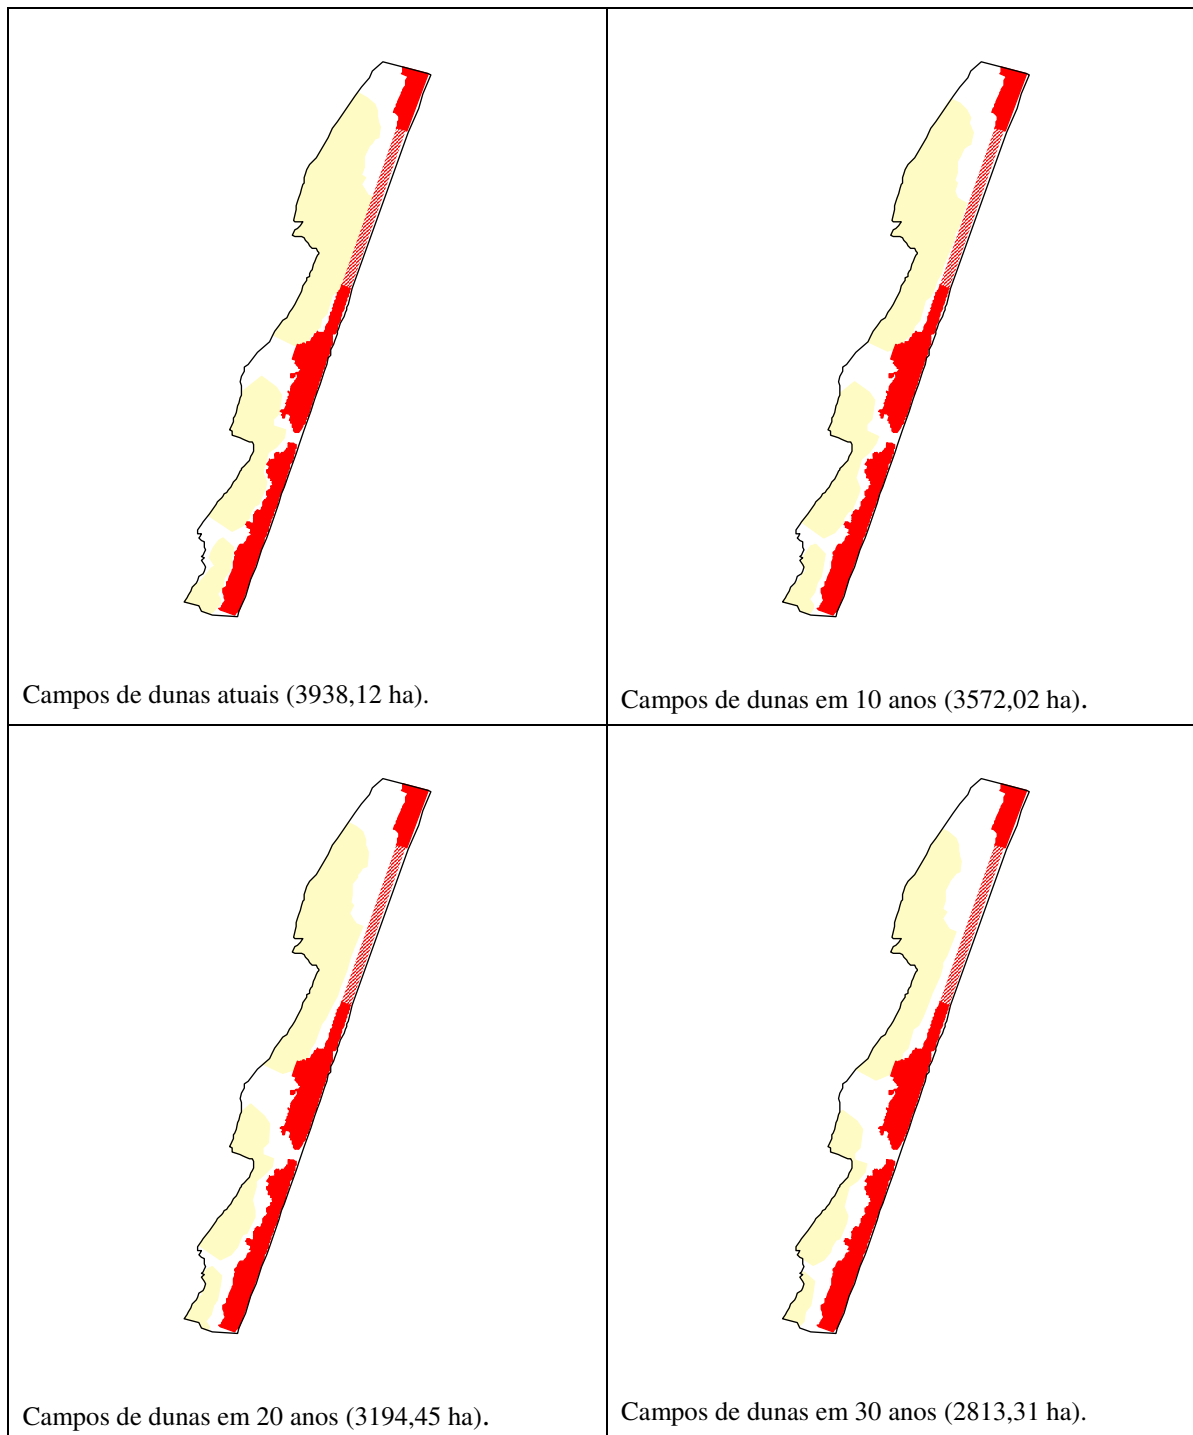 Campos de dunas atuais (3938,12 ha).
Campos de dunas em 10 anos (3572,02 ha).
Campos de dunas em 20 anos (3194,45 ha).
Campos de dunas em 30 anos (2813,31 ha).